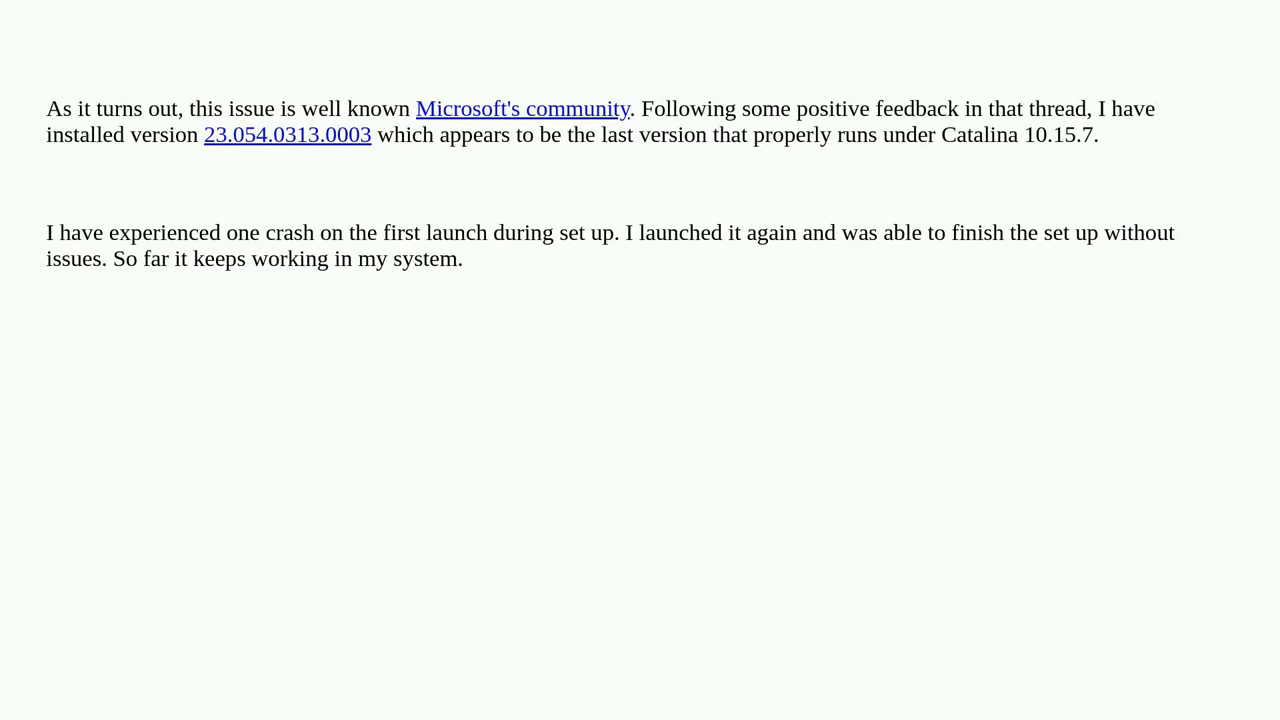 As it turns out, this issue is well known Microsoft's community. Following some positive feedback in that thread, I have
installed version 23.054.0313.0003 which appears to be the last version that properly runs under Catalina 10.15.7.
I have experienced one crash on the first launch during set up. I launched it again and was able to finish the set up without
issues. So far it keeps working in my system.